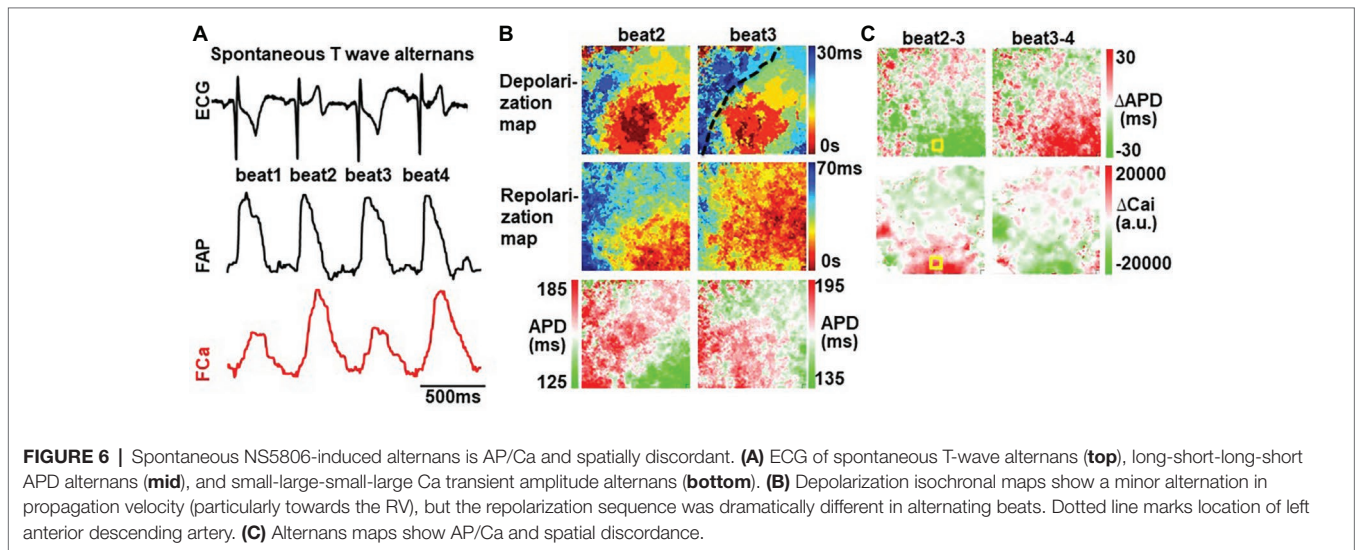 A
Spontaneous T wave alternans
ECG
beat1 beat2 beat3 beat4
FAP
FCa
500ms
B
beat2 beat3
Depolari-
zation
map
30ms
0s
Repolari-
zation
map
70ms
0s
185
APD
(ms)
125
195
APD
(ms)
135
C
beat2-3 beat3-4
30
ΔAPD
(ms)
-30
20000
ΔCai
(a.u.)
-20000
FIGURE 6 | Spontaneous NS5806-induced alternans is AP/Ca and spatially discordant. (A) ECG of spontaneous T-wave alternans (top), long-short-long-short
APD alternans (mid), and small-large-small-large Ca transient amplitude alternans (bottom). (B) Depolarization isochronal maps show a minor alternation in
propagation velocity (particularly towards the RV), but the repolarization sequence was dramatically different in alternating beats. Dotted line marks location of left
anterior descending artery. (C) Alternans maps show AP/Ca and spatial discordance.